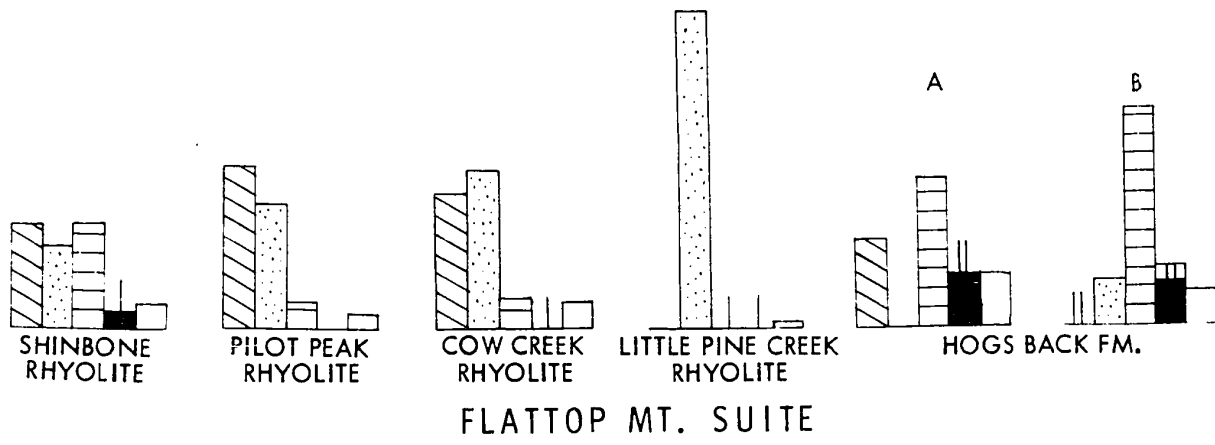 A
B
SHINBONE RHYOLITE
PILOT PEAK RHYOLITE
COW CREEK RHYOLITE
LITTLE PINE CREEK RHYOLITE
HOGS BACK FM.
FLATTOP MT. SUITE